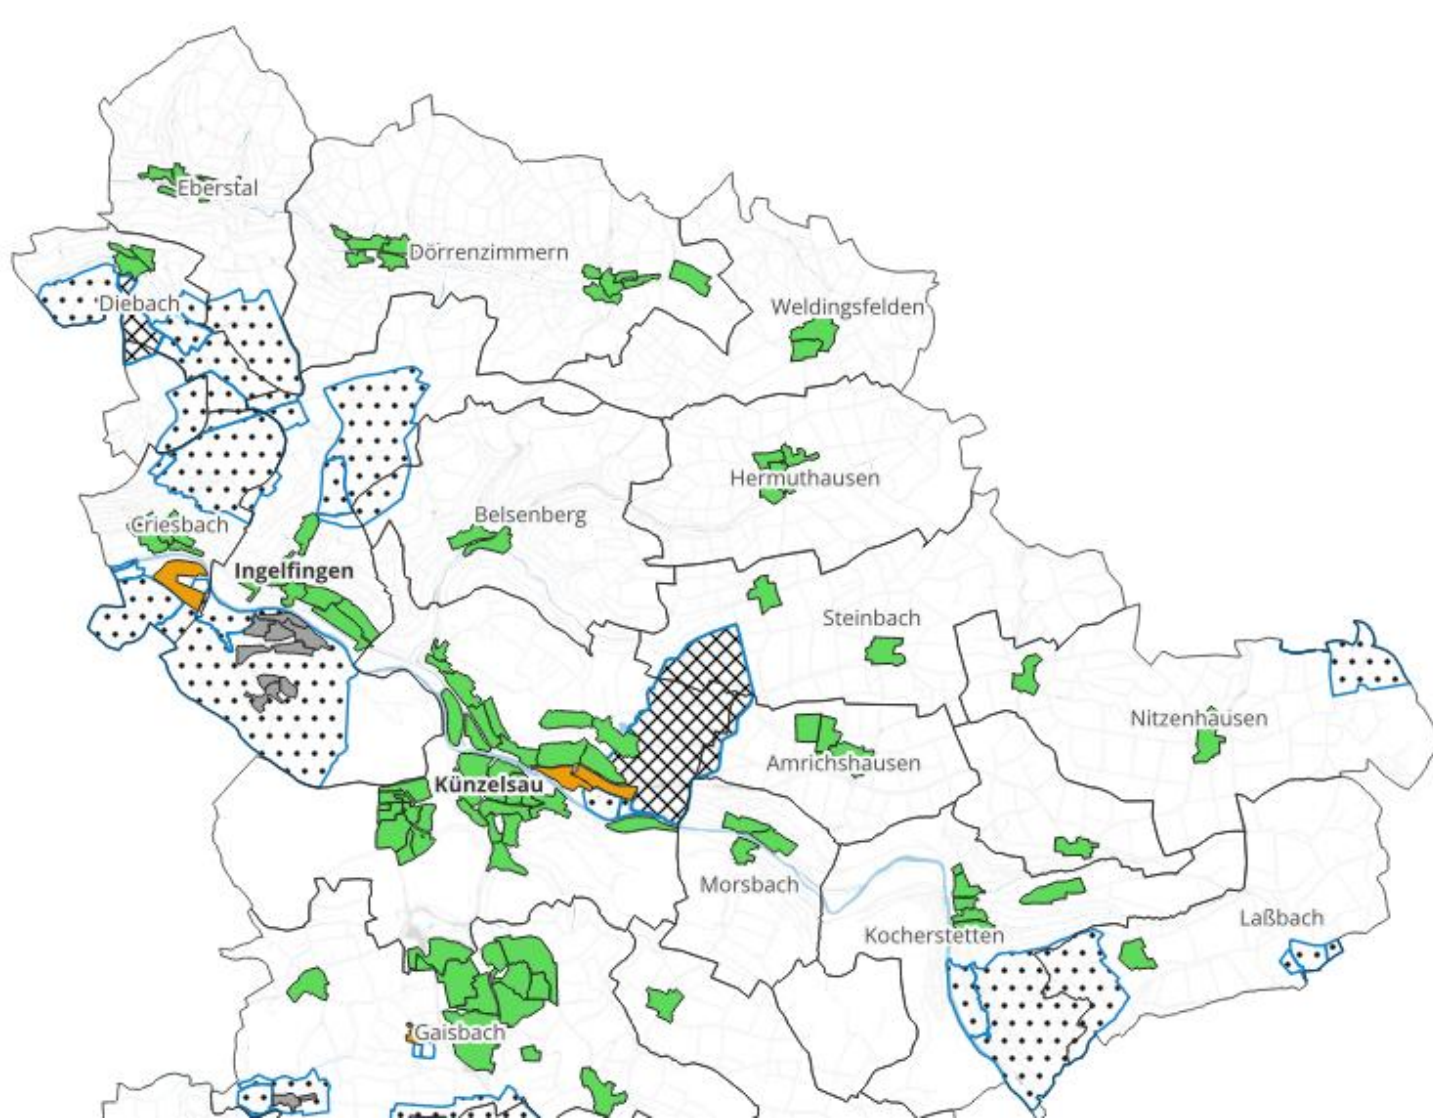 Eberstal
Dörrenzimmern
Diebach
Weldingsfelden
Hermuthausen
Belsenberg
Criesbach
Ingelfingen
Steinbach
Nitzenhausen
Amrichshausen
Künzelsau
Morsbach
Laßbach
Kocherstetten
Gaisbach